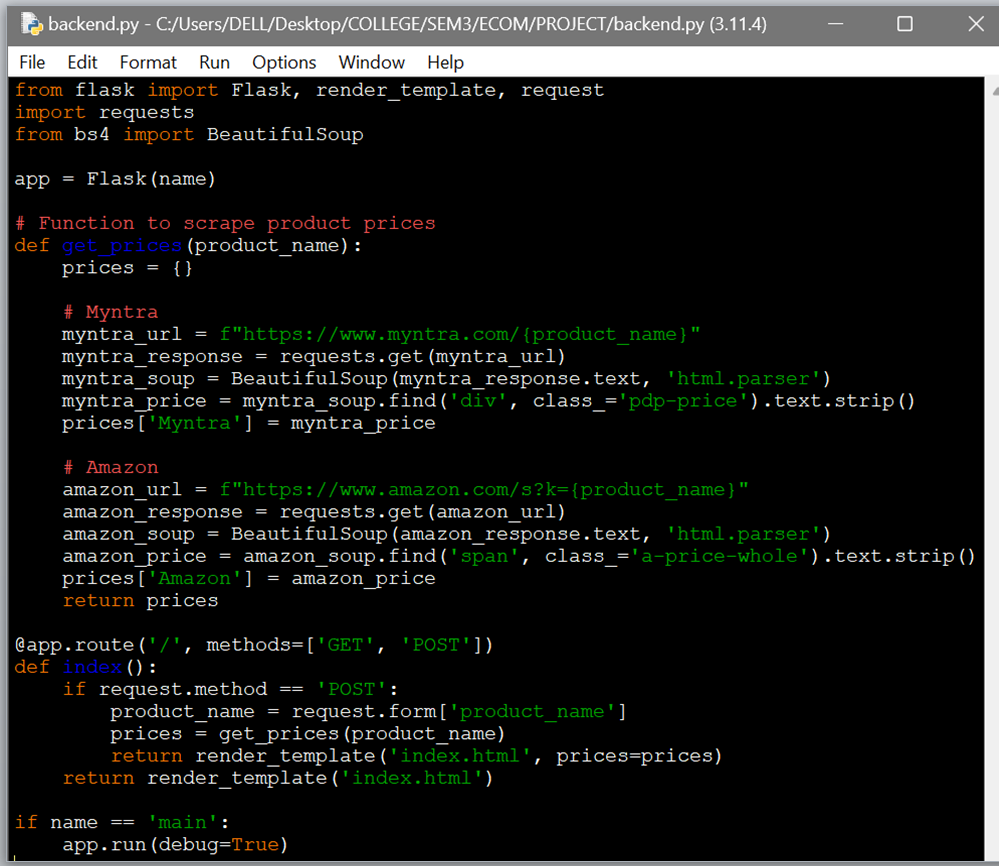 backend.py - C:/Users/DELL/Desktop/COLLEGE/SEM3/ECOM/PROJECT/backend.py (3.11.4)
File Edit Format Run Options Window Help
from flask import Flask, render_template, request
import requests
from bs4 import BeautifulSoup

app = Flask(name)

# Function to scrape product prices
def get_prices(product_name):
    prices = {}

    # Myntra
    myntra_url = f"https://www.myntra.com/{product_name}"
    myntra_response = requests.get(myntra_url)
    myntra_soup = BeautifulSoup(myntra_response.text, 'html.parser')
    myntra_price = myntra_soup.find('div', class_='pdp-price').text.strip()
    prices['Myntra'] = myntra_price

    # Amazon
    amazon_url = f"https://www.amazon.com/s?k={product_name}"
    amazon_response = requests.get(amazon_url)
    amazon_soup = BeautifulSoup(amazon_response.text, 'html.parser')
    amazon_price = amazon_soup.find('span', class_='a-price-whole').text.strip()
    prices['Amazon'] = amazon_price
    return prices

@app.route('/', methods=['GET', 'POST'])
def index():
    if request.method == 'POST':
        product_name = request.form['product_name']
        prices = get_prices(product_name)
        return render_template('index.html', prices=prices)
    return render_template('index.html')

if name == 'main':
    app.run(debug=True)